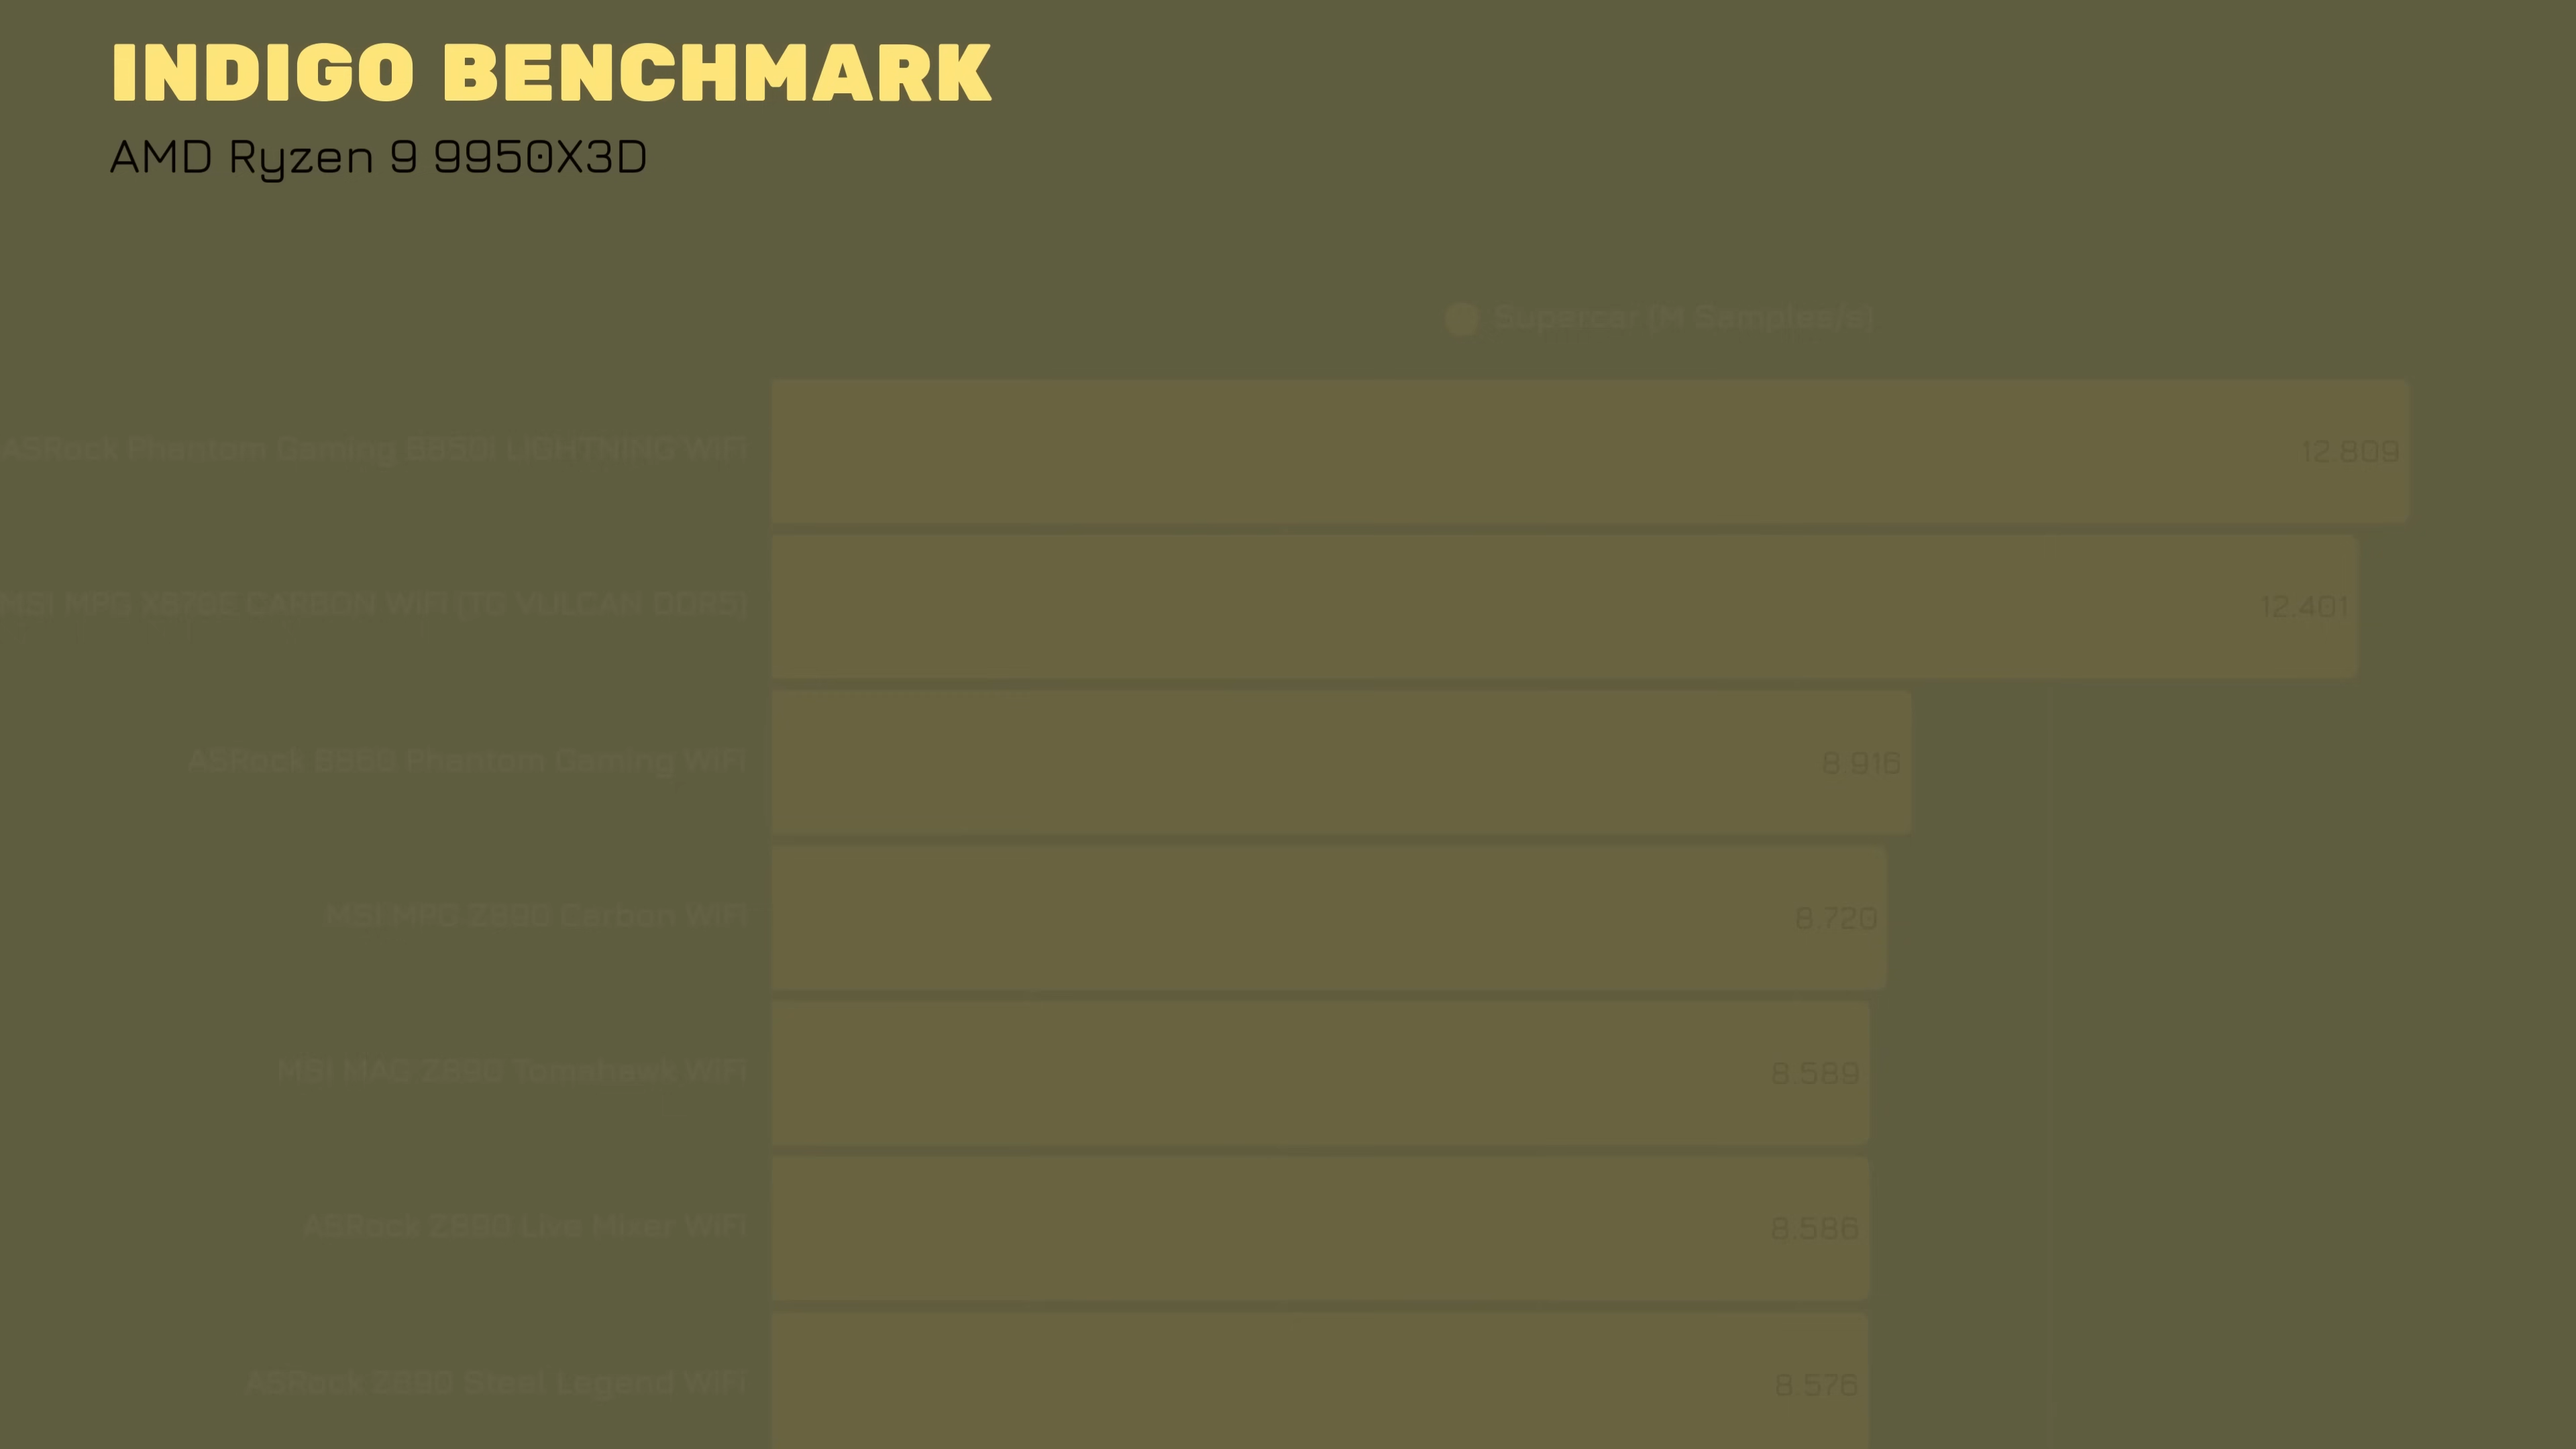 INDIGO BENCHMARK
AMD Ryzen 9 9950X3D
Supercar (M Samples/s)
ASRock Phantom Gaming B850I LIGHTNING WiFi
12.809
MSI MPG X870E CARBON WiFi (TG VULCAN DDR5)
12.401
ASRock Phantom Gaming WiFi
8.916
MSI MPG Z890 Carbon WiFi
8.720
MSI MAG Z890 Tomahawk WiFi
8.589
ASRock Z890 Live Mixer WiFi
8.586
ASRock Z890 Steel Legend WiFi
8.576